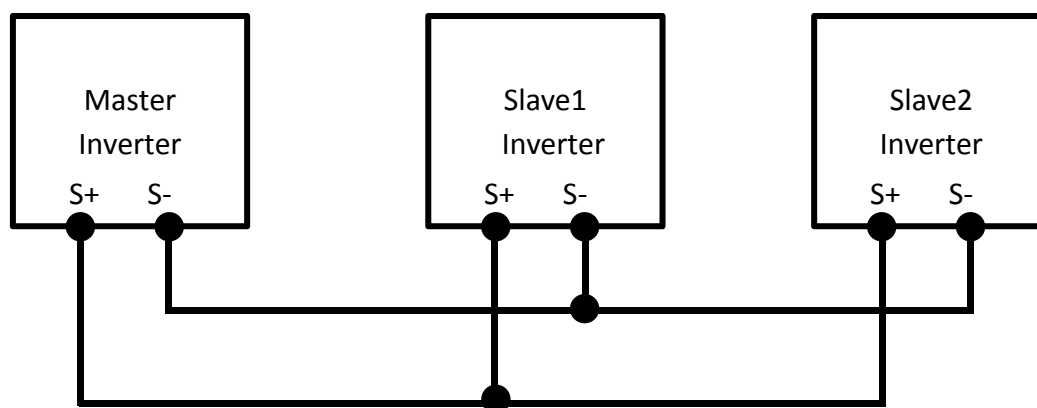 Master
Inverter
S+ S-
Slave1
Inverter
S+ S-
Slave2
Inverter
S+ S-